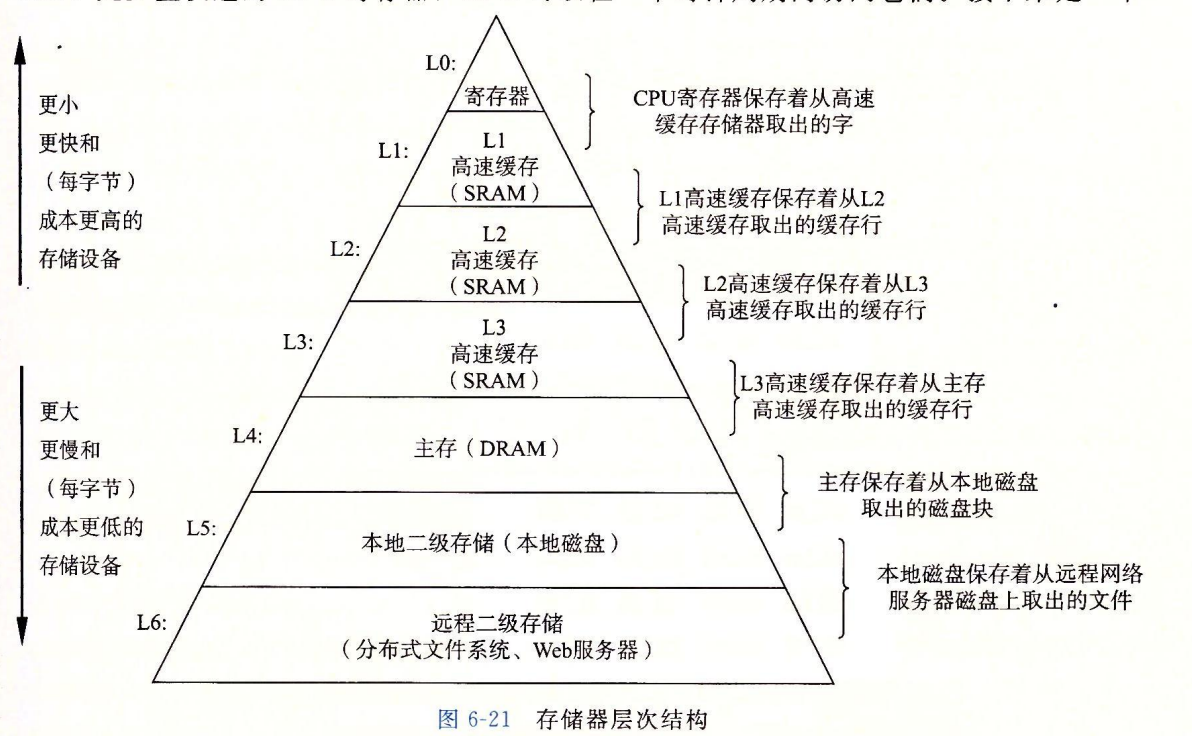 L0:
寄存器
CPU寄存器保存着从高速
缓存存储器取出的字
更小
更快和
（每字节）
成本更高的
存储设备
L1:
L1
高速缓存
（SRAM）
L1高速缓存保存着从L2
高速缓存取出的缓存行
L2:
L2
高速缓存
（SRAM）
L2高速缓存保存着从L3
高速缓存取出的缓存行
L3:
L3
高速缓存
（SRAM）
L3高速缓存保存着从主存
高速缓存取出的缓存行
更大
更慢和
（每字节）
成本更低的
存储设备
L4:
主存（DRAM）
主存保存着从本地磁盘
取出的磁盘块
L5:
本地二级存储（本地磁盘）
本地磁盘保存着从远程网络
服务器磁盘上取出的文件
L6:
远程二级存储
（分布式文件系统、Web服务器）
图 6-21 存储器层次结构